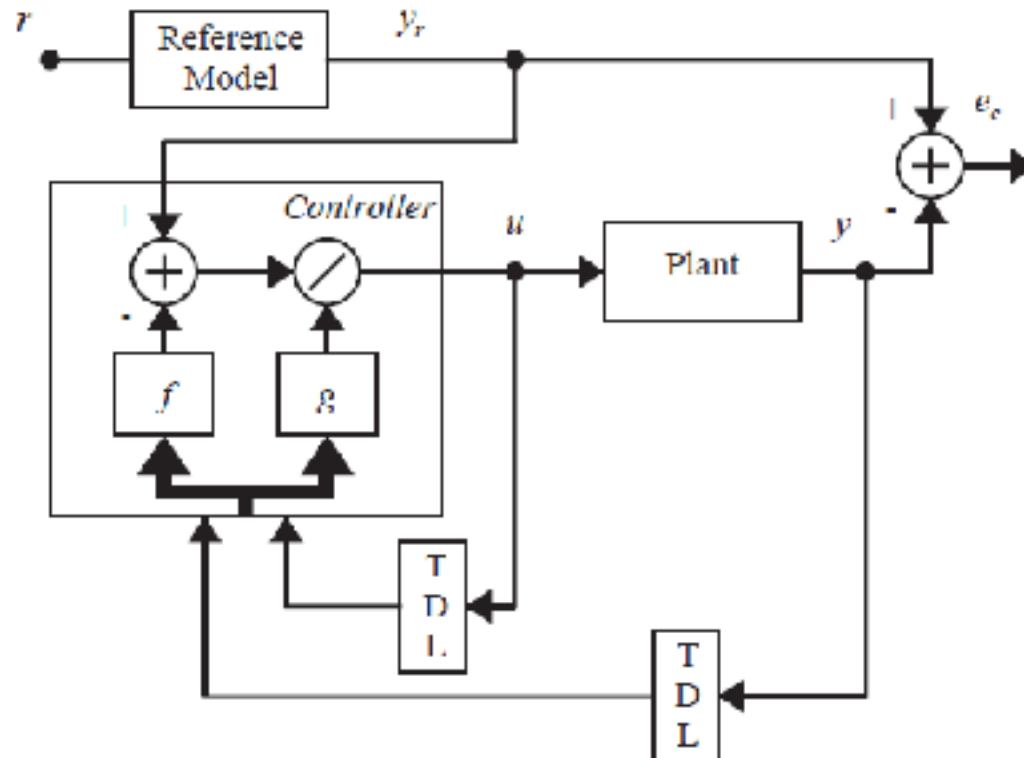 r
Reference
Model
y_r
+
e_c
-
Controller
u
y
Plant
+
-
f
g
T
D
L
T
D
L